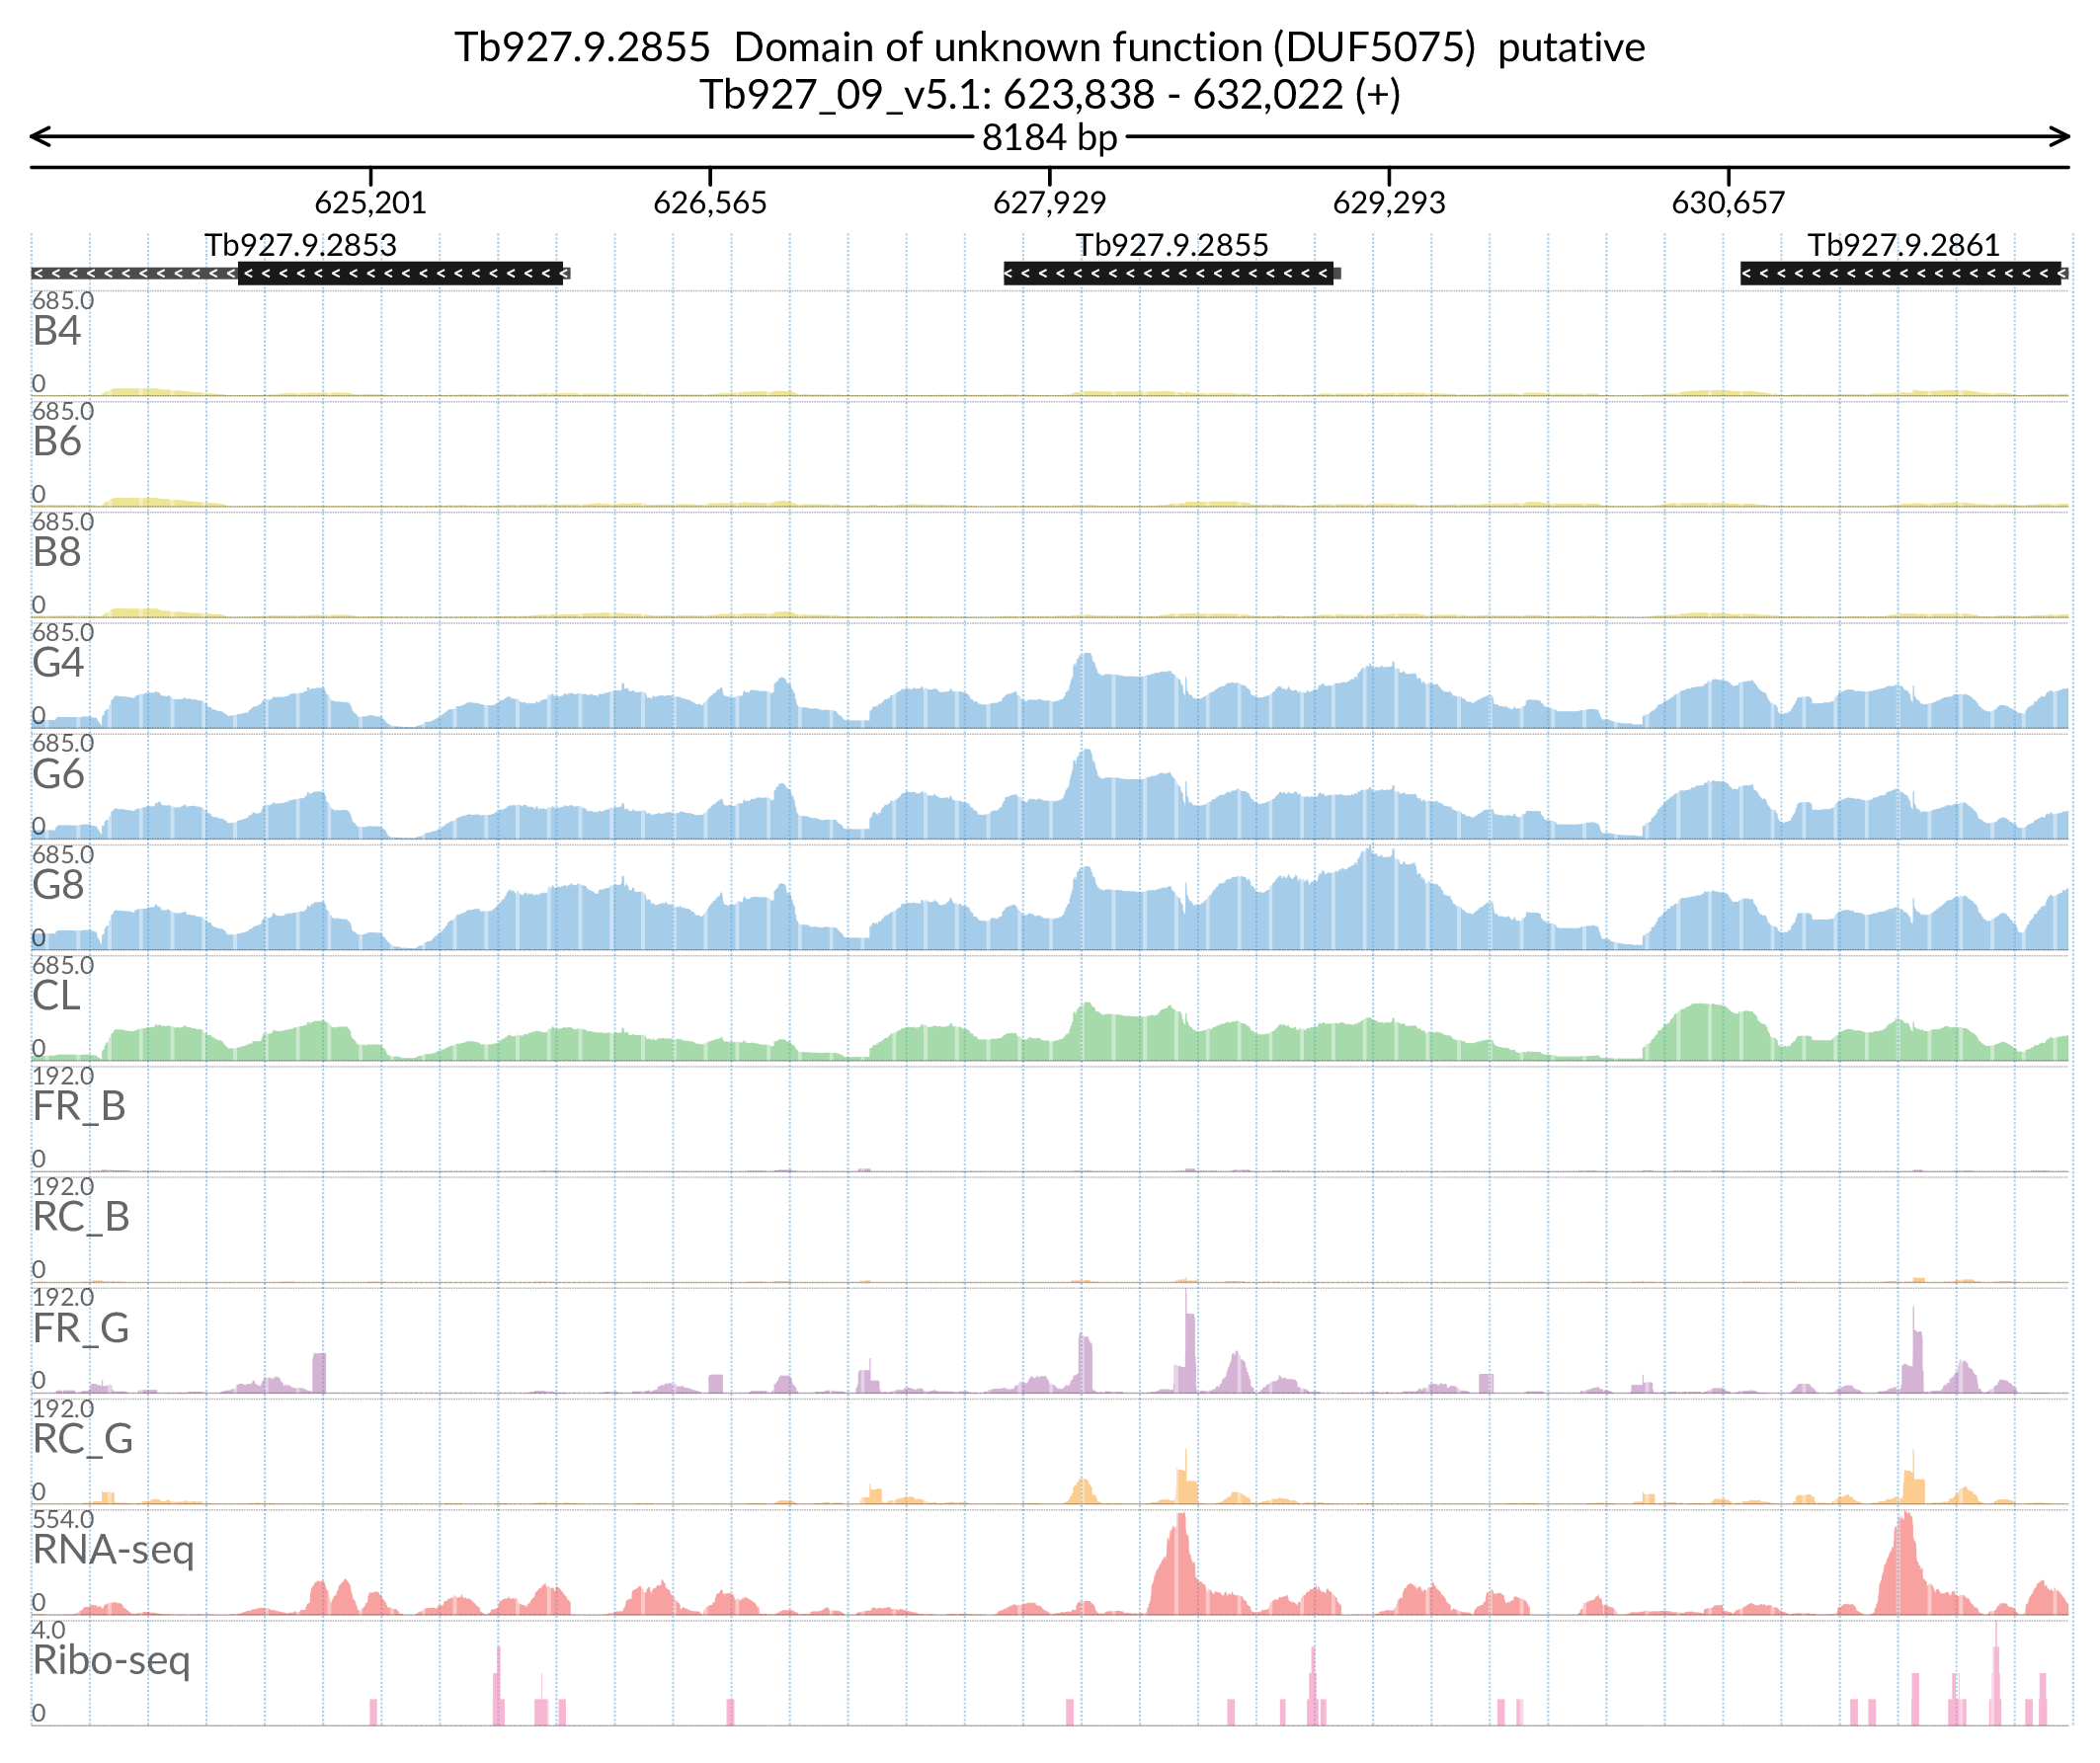 Tb927.9.2855  Domain of unknown function (DUF5075)  putative
Tb927_09_v5.1: 623,838 - 632,022 (+)
8184 bp
625,201 626,565 627,929 629,293 630,657
Tb927.9.2853 Tb927.9.2855 Tb927.9.2861
685.0
B4
0
685.0
B6
0
685.0
B8
0
685.0
G4
0
685.0
G6
0
685.0
G8
0
685.0
CL
0
192.0
FR_B
0
192.0
RC_B
0
192.0
FR_G
0
192.0
RC_G
0
554.0
RNA-seq
0
4.0
Ribo-seq
0